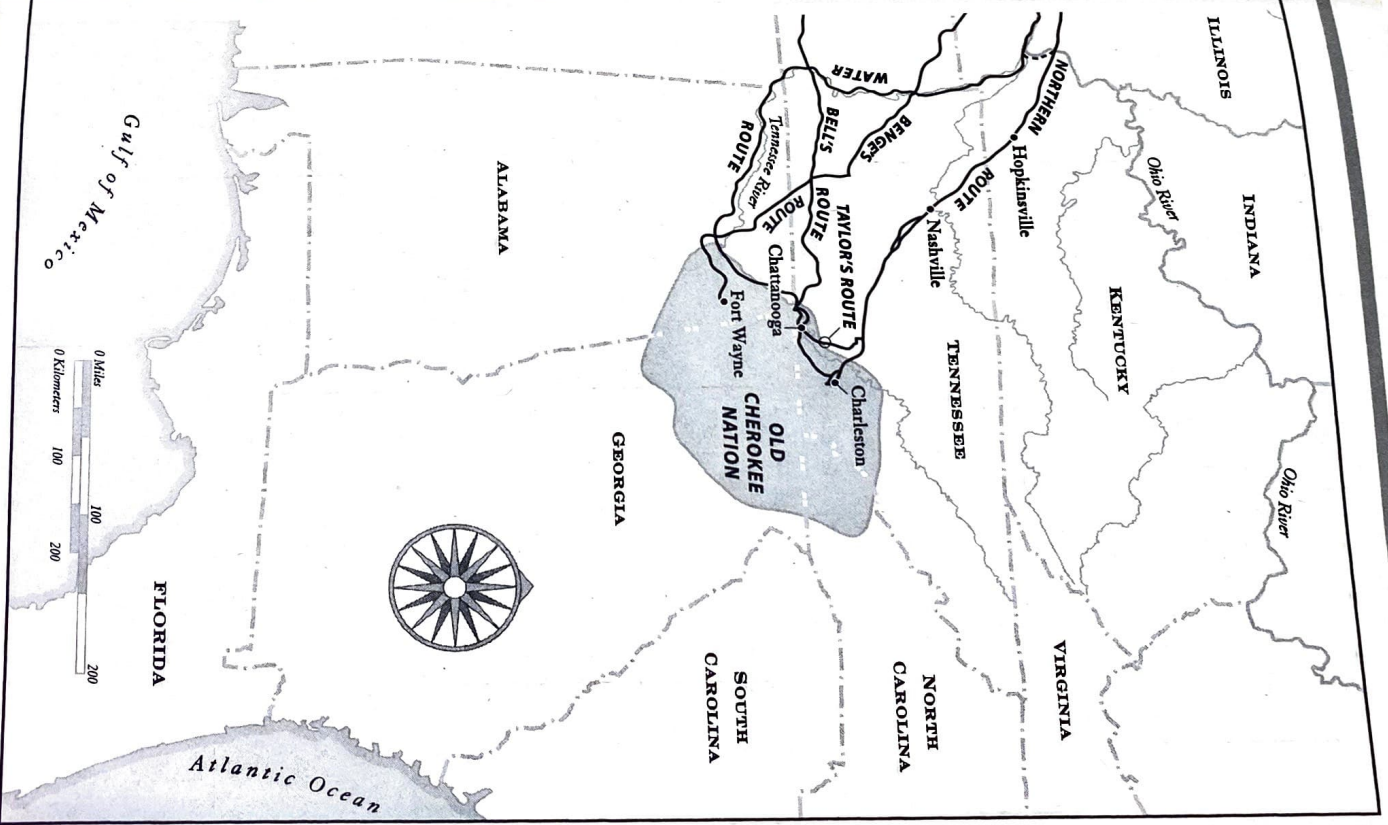 ILLINOIS
INDIANA
Ohio River
Ohio River
KENTUCKY
NORTHERN
ROUTE
Hopkinsville
Nashville
TENNESSEE
VIRGINIA
WATER
ROUTE
BENGE'S
ROUTE
BELL'S
ROUTE
TAYLOR'S ROUTE
Tennessee River
Chattanooga
Charleston
Fort Wayne
OLD
CHEROKEE
NATION
NORTH
CAROLINA
SOUTH
CAROLINA
ALABAMA
GEORGIA
Gulf of Mexico
FLORIDA
Atlantic Ocean
0 Miles 100 200
0 Kilometers 100 200